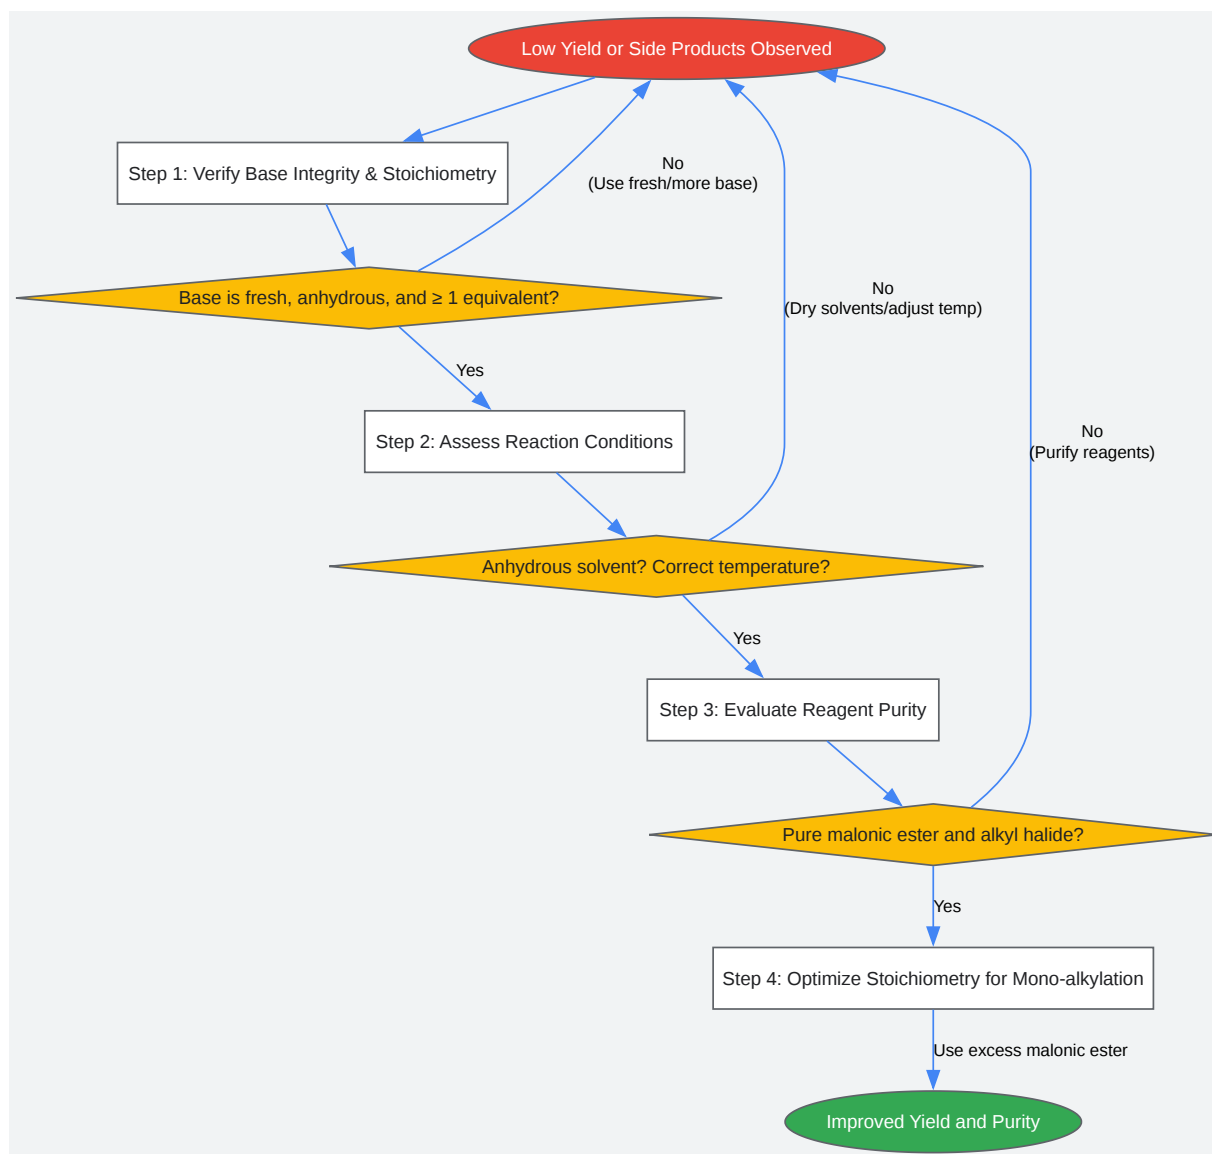 Low Yield or Side Products Observed
Step 1: Verify Base Integrity & Stoichiometry
No
(Use fresh/more base)
Base is fresh, anhydrous, and ≥ 1 equivalent?
No
(Dry solvents/adjust temp)
Yes
Step 2: Assess Reaction Conditions
No
(Purify reagents)
Anhydrous solvent? Correct temperature?
Yes
Step 3: Evaluate Reagent Purity
Pure malonic ester and alkyl halide?
Yes
Step 4: Optimize Stoichiometry for Mono-alkylation
Use excess malonic ester
Improved Yield and Purity